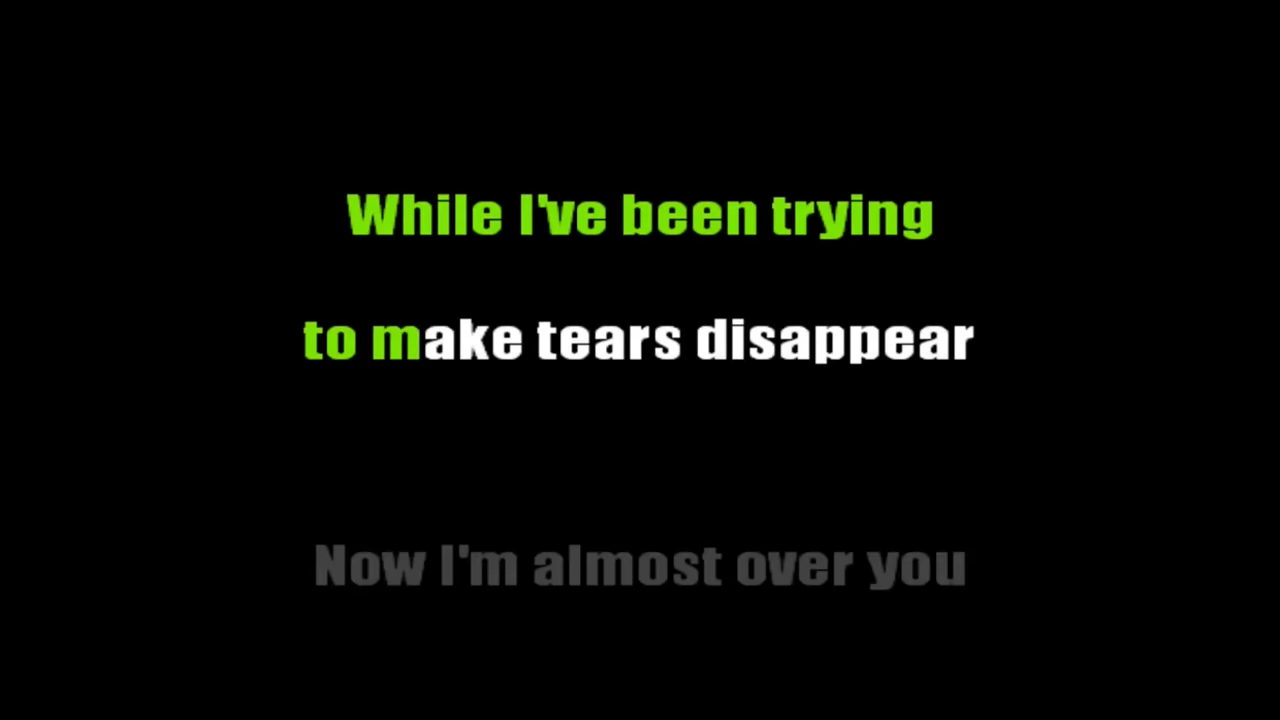 While I've been trying
to make tears disappear
Now I'm almost over you